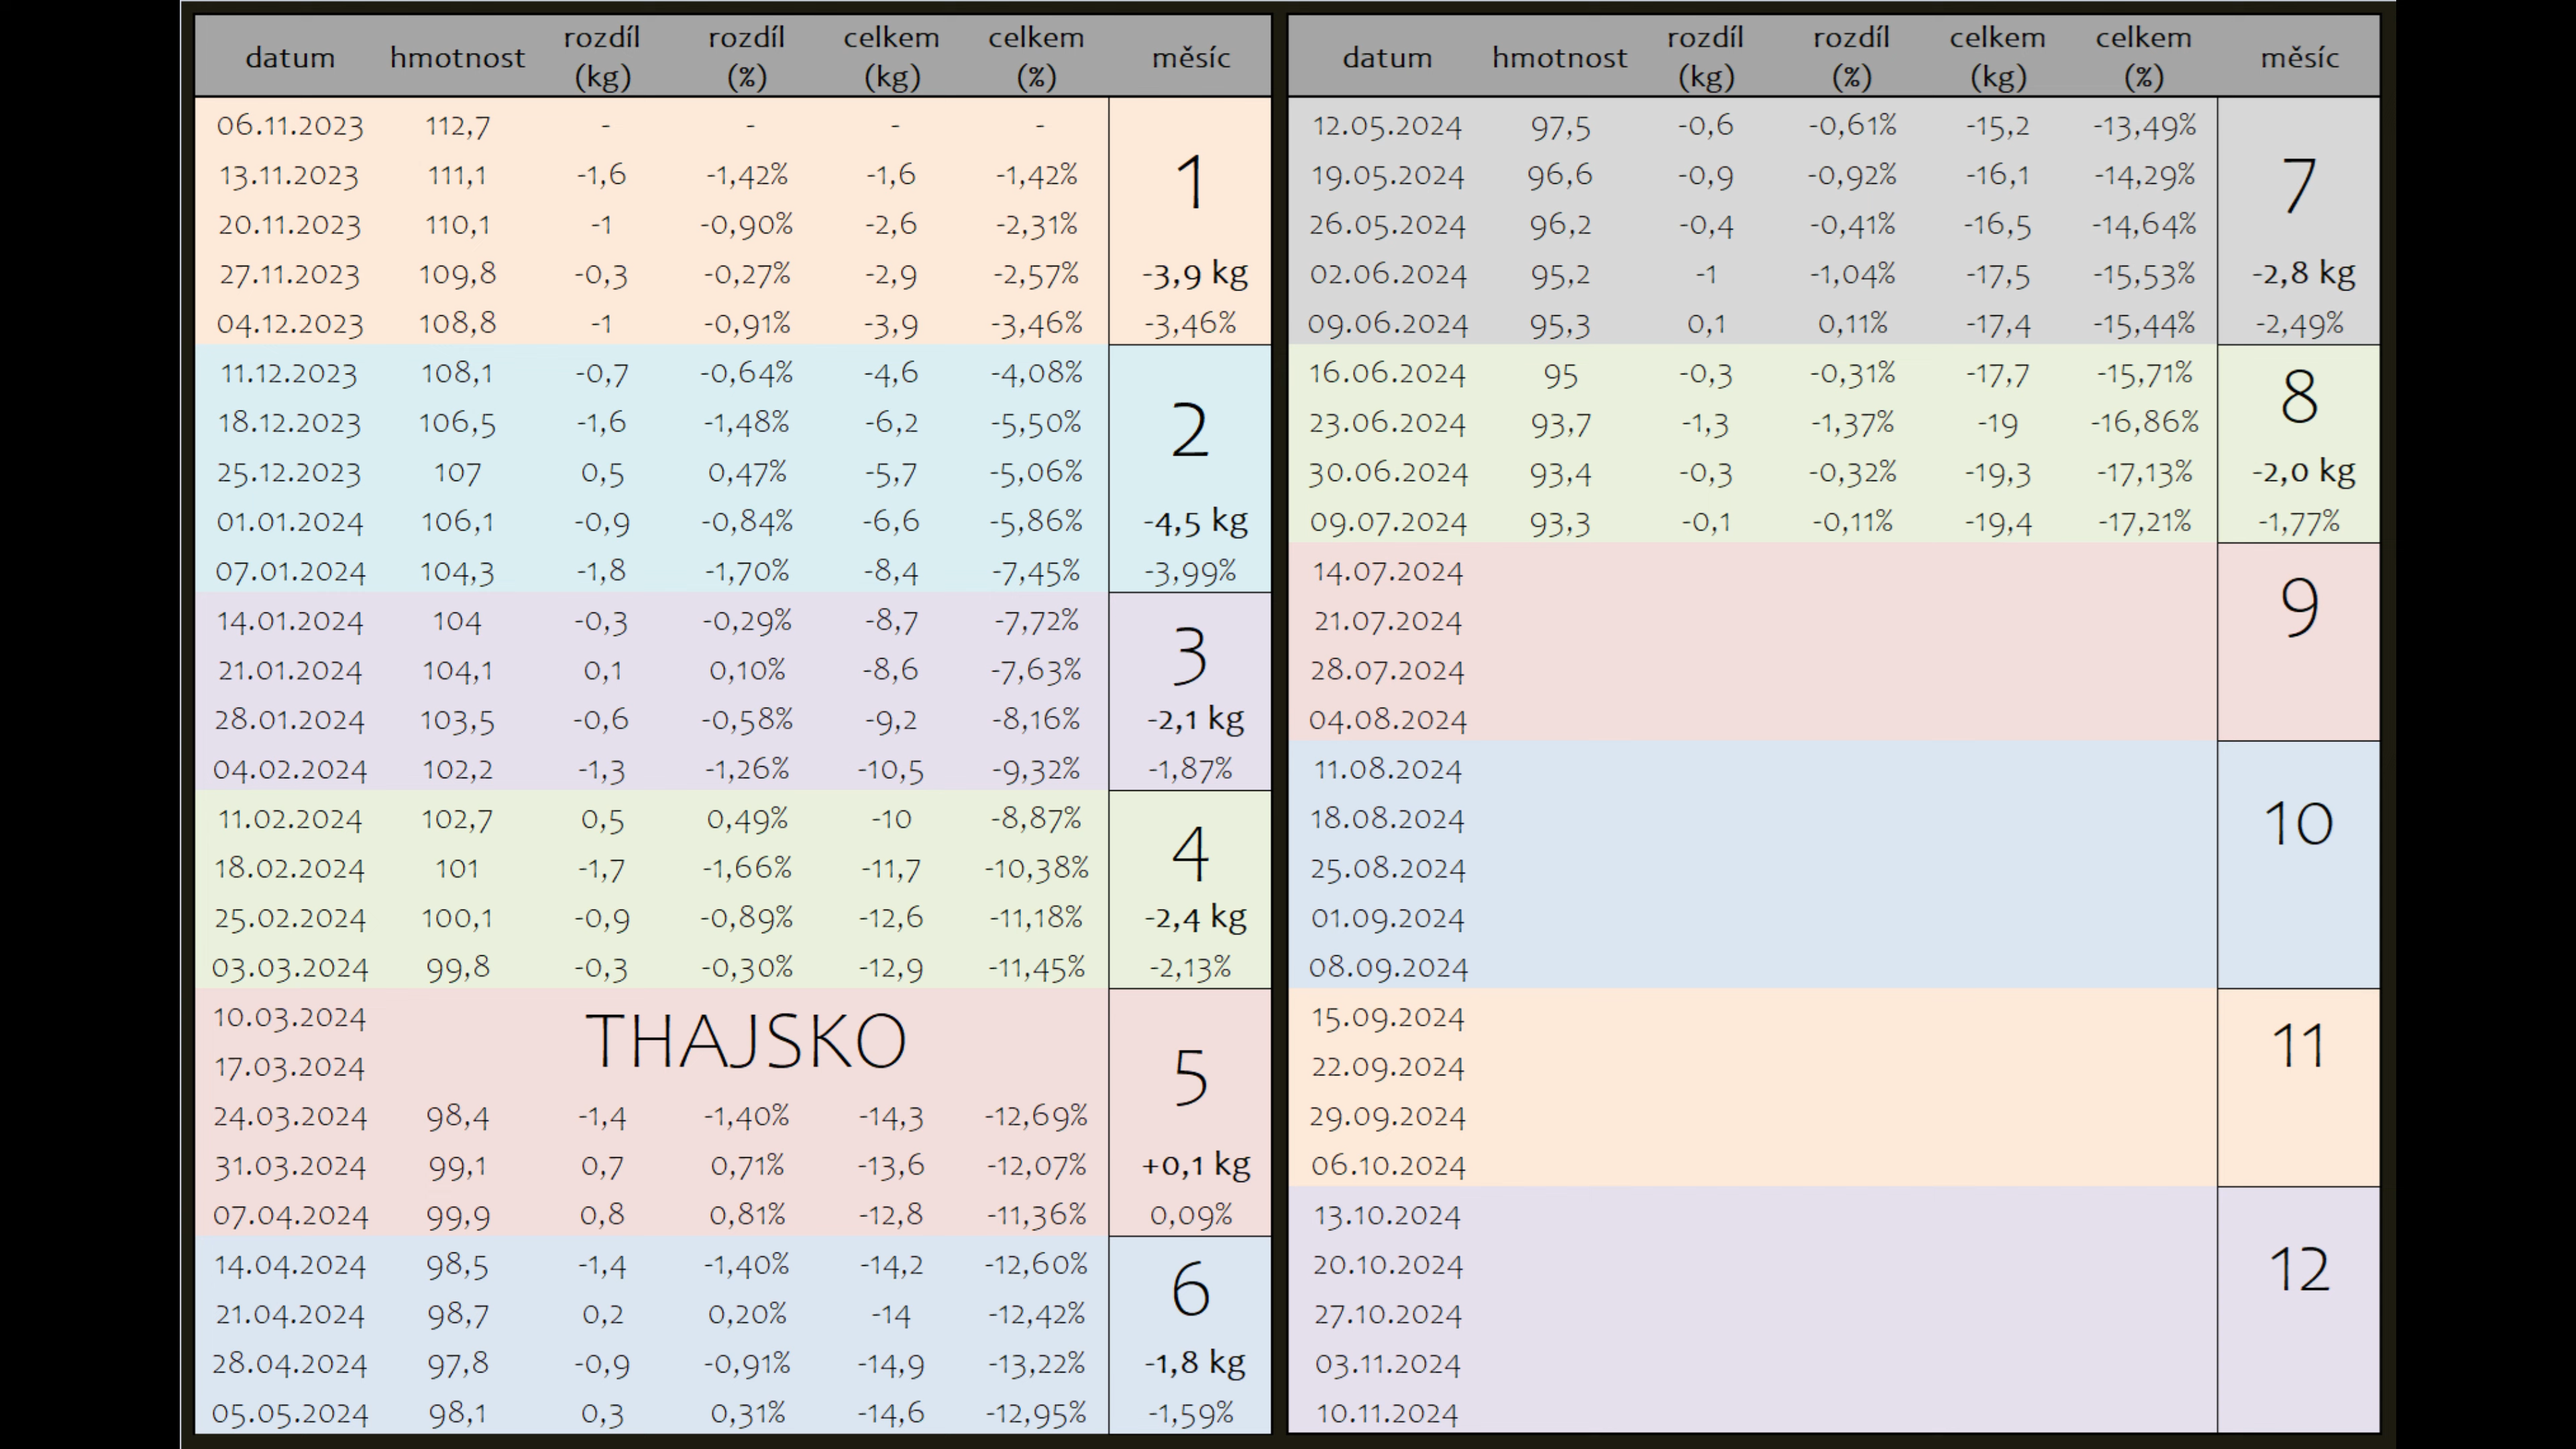 datum hmotnost rozdíl (kg) rozdíl (%) celkem (kg) celkem (%) měsíc
06.11.2023 112,7 - - - -
13.11.2023 111,1 -1,6 -1,42% -1,6 -1,42% 1
20.11.2023 110,1 -1 -0,90% -2,6 -2,31%
27.11.2023 109,8 -0,3 -0,27% -2,9 -2,57% -3,9 kg
04.12.2023 108,8 -1 -0,91% -3,9 -3,46% -3,46%
11.12.2023 108,1 -0,7 -0,64% -4,6 -4,08%
18.12.2023 106,5 -1,6 -1,48% -6,2 -5,50% 2
25.12.2023 107 0,5 0,47% -5,7 -5,06%
01.01.2024 106,1 -0,9 -0,84% -6,6 -5,86% -4,5 kg
07.01.2024 104,3 -1,8 -1,70% -8,4 -7,45% -3,99%
14.01.2024 104 -0,3 -0,29% -8,7 -7,72%
21.01.2024 104,1 0,1 0,10% -8,6 -7,63% 3
28.01.2024 103,5 -0,6 -0,58% -9,2 -8,16% -2,1 kg
04.02.2024 102,2 -1,3 -1,26% -10,5 -9,32% -1,87%
11.02.2024 102,7 0,5 0,49% -10 -8,87%
18.02.2024 101 -1,7 -1,66% -11,7 -10,38% 4
25.02.2024 100,1 -0,9 -0,89% -12,6 -11,18% -2,4 kg
03.03.2024 99,8 -0,3 -0,30% -12,9 -11,45% -2,13%
10.03.2024 THAJSKO
17.03.2024 5
24.03.2024 98,4 -1,4 -1,40% -14,3 -12,69%
31.03.2024 99,1 0,7 0,71% -13,6 -12,07% +0,1 kg
07.04.2024 99,9 0,8 0,81% -12,8 -11,36% 0,09%
14.04.2024 98,5 -1,4 -1,40% -14,2 -12,60% 6
21.04.2024 98,7 0,2 0,20% -14 -12,42%
28.04.2024 97,8 -0,9 -0,91% -14,9 -13,22% -1,8 kg
05.05.2024 98,1 0,3 0,31% -14,6 -12,95% -1,59%
datum hmotnost rozdíl (kg) rozdíl (%) celkem (kg) celkem (%) měsíc
12.05.2024 97,5 -0,6 -0,61% -15,2 -13,49%
19.05.2024 96,6 -0,9 -0,92% -16,1 -14,29% 7
26.05.2024 96,2 -0,4 -0,41% -16,5 -14,64%
02.06.2024 95,2 -1 -1,04% -17,5 -15,53% -2,8 kg
09.06.2024 95,3 0,1 0,11% -17,4 -15,44% -2,49%
16.06.2024 95 -0,3 -0,31% -17,7 -15,71% 8
23.06.2024 93,7 -1,3 -1,37% -19 -16,86%
30.06.2024 93,4 -0,3 -0,32% -19,3 -17,13% -2,0 kg
09.07.2024 93,3 -0,1 -0,11% -19,4 -17,21% -1,77%
14.07.2024 9
21.07.2024
28.07.2024
04.08.2024
11.08.2024
18.08.2024 10
25.08.2024
01.09.2024
08.09.2024
15.09.2024 11
22.09.2024
29.09.2024
06.10.2024
13.10.2024
20.10.2024 12
27.10.2024
03.11.2024
10.11.2024